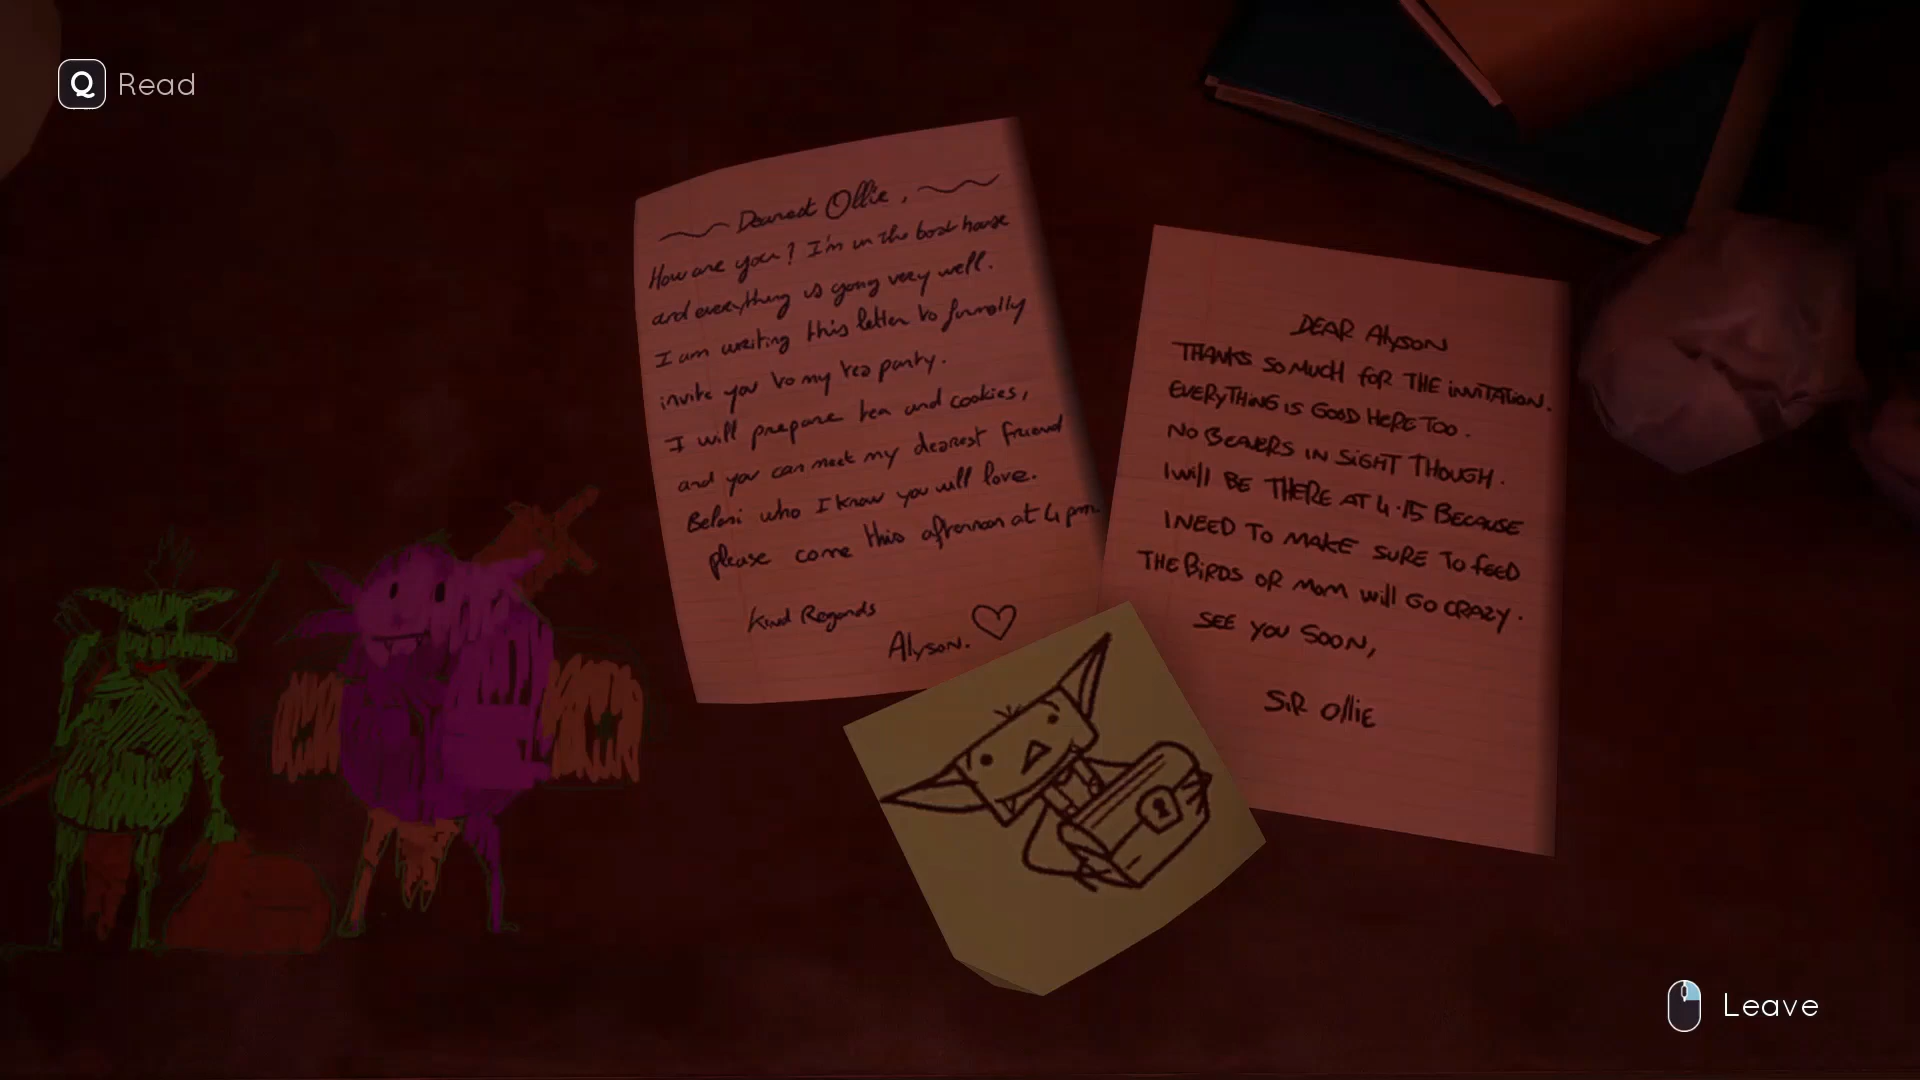 Q Read
Dearest Ollie,
How are you? I'm in the boat house
and everything is going very well.
I am writing this letter to formally
invite you to my tea party.
I will prepare tea and cookies,
and you can meet my dearest friend
who I know you will love.
please come this afternoon at 4 pm.
Kind Regards
Alyson.
DEAR Alyson
THANKS SO MUCH FOR THE INVITATION.
EVERYTHING IS GOOD HERE TOO.
NO BEAVERS IN SIGHT THOUGH.
I WILL BE THERE AT 4.15 BECAUSE
I NEED TO MAKE SURE TO FEED
THE BIRDS OR MOM WILL GO CRAZY.
SEE YOU SOON,
SIR OLLIE
Leave